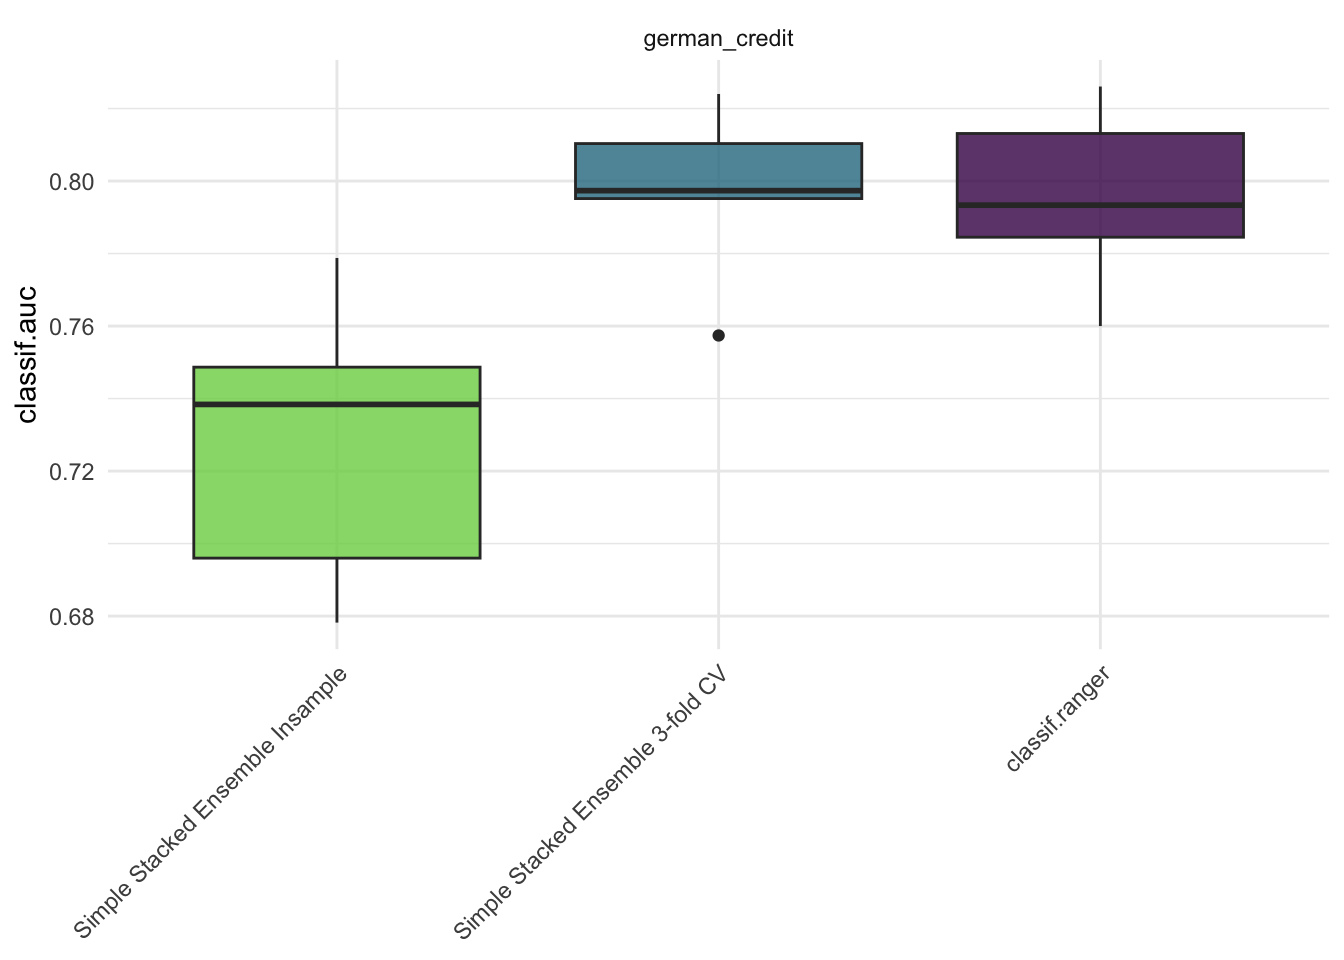 german_credit
classif.auc
0.80
0.76
0.72
0.68
Simple Stacked Ensemble Insample
Simple Stacked Ensemble 3-fold CV
classif.ranger